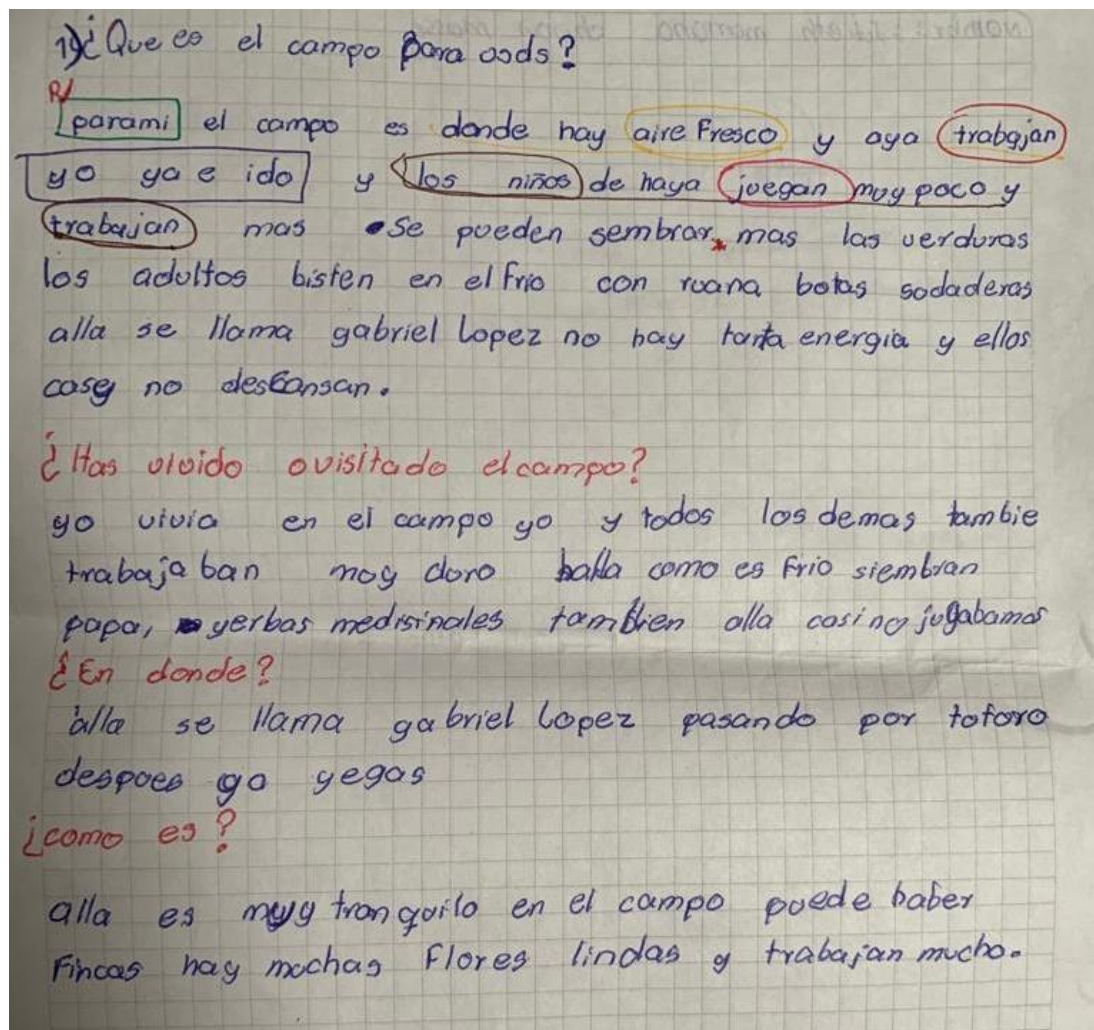 1) ¿Que es el campo para osds?
R/
parami el campo es donde hay aire Fresco y aya trabajan
yo ya e ido y los niños de haya juegan muy poco y
trabajan mas se pueden sembrar mas las verduras
los adultos bisten en el frio con ruana botas sodaderas
alla se llama gabriel Lopez no hay tanta energia y ellos
casy no descansan.
¿Has vivido o visitado el campo?
yo vivia en el campo yo y todos los demas tambie
trabajaban muy duro halla como es Frio siembran
papa, yerbas medisinales tambien alla casi no jugabamos
¿En donde?
alla se llama gabriel Lopez pasando por totoro
despues ya yegas
¿como es?
alla es muy tranquilo en el campo puede haber
Fincas hay muchas Flores lindas y trabajan mucho.